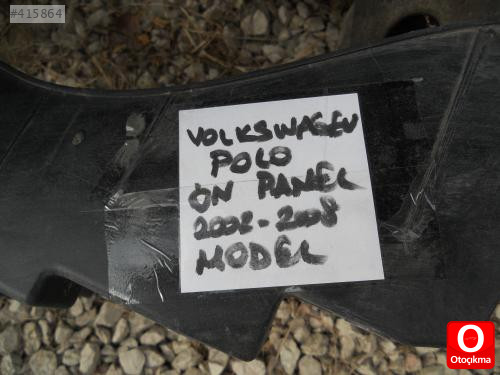 #415864
VOLKSWAGEN
POLO
ÖN PANEL
2002-2008
MODEL
O
Otoçıkma